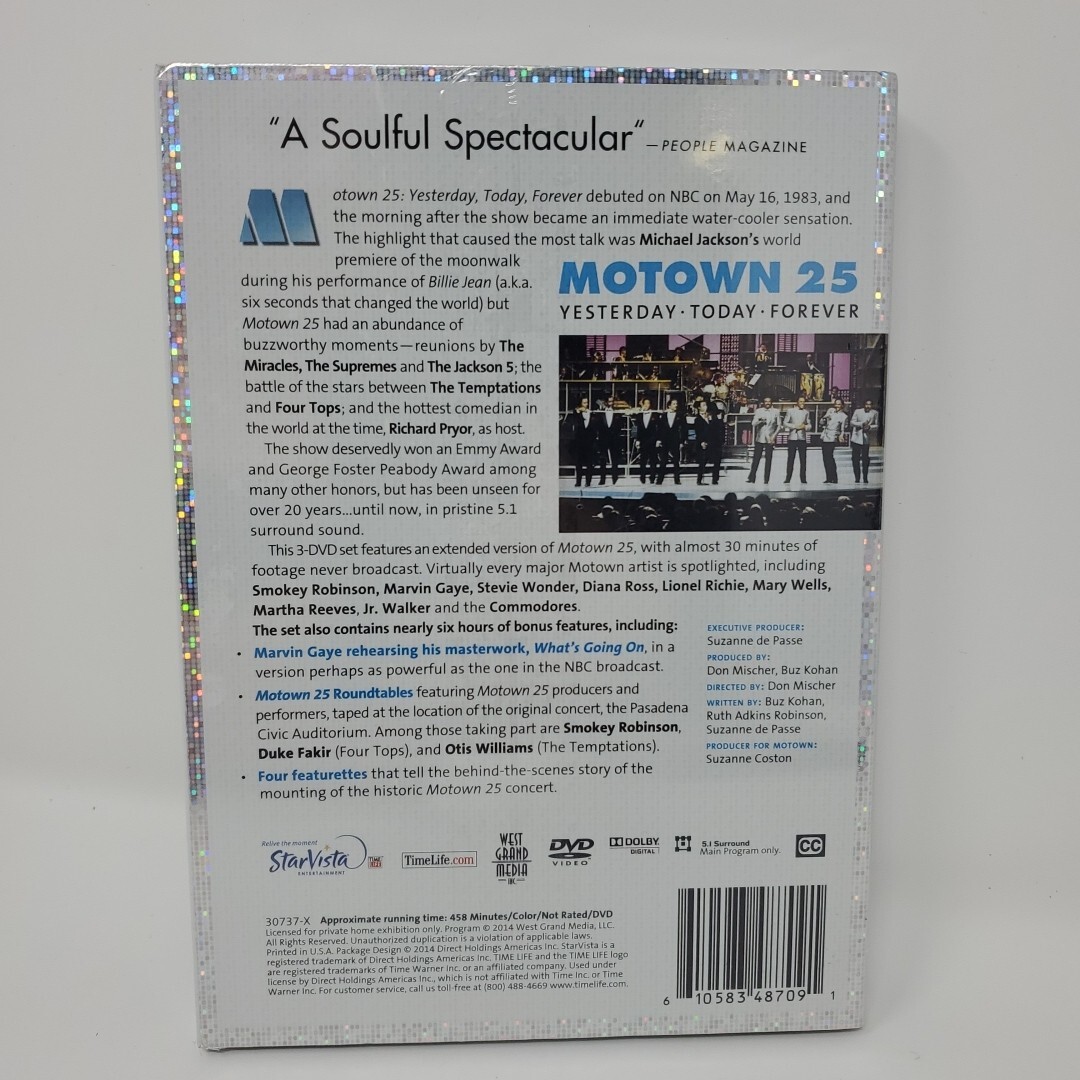 "A Soulful Spectacular" —PEOPLE MAGAZINE
Motown 25: Yesterday, Today, Forever debuted on NBC on May 16, 1983, and
the morning after the show became an immediate water-cooler sensation.
The highlight that caused the most talk was Michael Jackson's world
premiere of the moonwalk
during his performance of Billie Jean (a.k.a.
six seconds that changed the world) but
Motown 25 had an abundance of
buzzworthy moments—reunions by The
Miracles, The Supremes and The Jackson 5; the
battle of the stars between The Temptations
and Four Tops; and the hottest comedian in
the world at the time, Richard Pryor, as host.
The show deservedly won an Emmy Award
and George Foster Peabody Award among
many other honors, but has been unseen for
over 20 years...until now, in pristine 5.1
surround sound.
MOTOWN 25
YESTERDAY · TODAY · FOREVER
This 3-DVD set features an extended version of Motown 25, with almost 30 minutes of
footage never broadcast. Virtually every major Motown artist is spotlighted, including
Smokey Robinson, Marvin Gaye, Stevie Wonder, Diana Ross, Lionel Richie, Mary Wells,
Martha Reeves, Jr. Walker and the Commodores.
The set also contains nearly six hours of bonus features, including:
• Marvin Gaye rehearsing his masterwork, What's Going On, in a
version perhaps as powerful as the one in the NBC broadcast.
• Motown 25 Roundtables featuring Motown 25 producers and
performers, taped at the location of the original concert, the Pasadena
Civic Auditorium. Among those taking part are Smokey Robinson,
Duke Fakir (Four Tops), and Otis Williams (The Temptations).
• Four featurettes that tell the behind-the-scenes story of the
mounting of the historic Motown 25 concert.
EXECUTIVE PRODUCER:
Suzanne de Passe
PRODUCED BY:
Don Mischer, Buz Kohan
DIRECTED BY: Don Mischer
WRITTEN BY: Buz Kohan,
Ruth Adkins Robinson,
Suzanne de Passe
PRODUCER FOR MOTOWN:
Suzanne Coston
Relive the moment
StarVista
ENTERTAINMENT
TIME LIFE
TimeLife.com
WEST
GRAND
MEDIA
INC
DVD
VIDEO
DOLBY
DIGITAL
5.1 Surround
Main Program only.
CC
30737-X Approximate running time: 458 Minutes/Color/Not Rated/DVD
Licensed for private home exhibition only. Program © 2014 West Grand Media, LLC.
All Rights Reserved. Unauthorized duplication is a violation of applicable laws.
Printed in U.S.A. Package Design © 2014 Direct Holdings Americas Inc. StarVista is a
registered trademark of Direct Holdings Americas Inc. TIME LIFE and the TIME LIFE logo
are registered trademarks of Time Warner Inc. or an affiliated company. Used under
license by Direct Holdings Americas Inc., which is not affiliated with Time Inc. or Time
Warner Inc. For customer service, call us toll-free at (800) 488-4669 www.timelife.com.
6 10583 48709 1